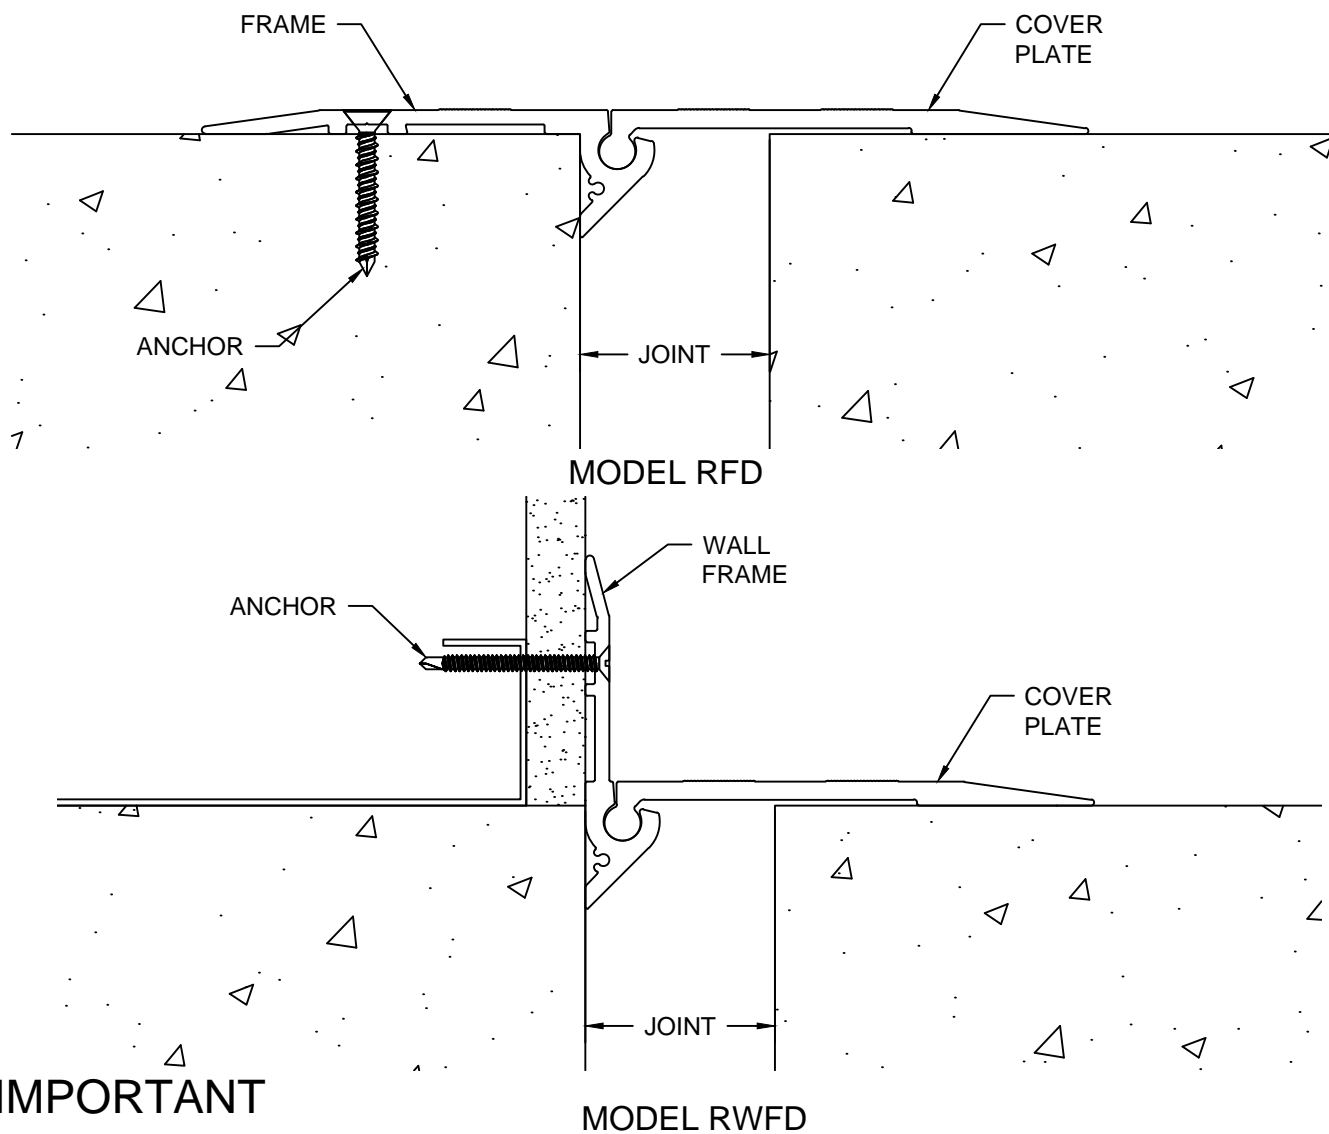 FRAME
COVER
PLATE
ANCHOR
JOINT
MODEL RFD
WALL
FRAME
ANCHOR
COVER
PLATE
JOINT
IMPORTANT
MODEL RWFD